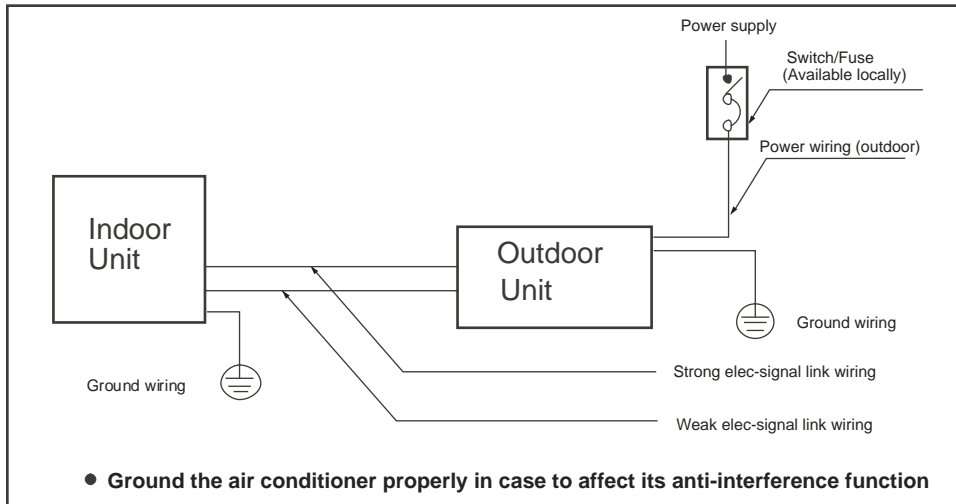 Power supply
Switch/Fuse
(Available locally)
Power wiring (outdoor)
Indoor
Unit
Outdoor
Unit
Ground wiring
Ground wiring
Strong elec-signal link wiring
Weak elec-signal link wiring
● Ground the air conditioner properly in case to affect its anti-interference function